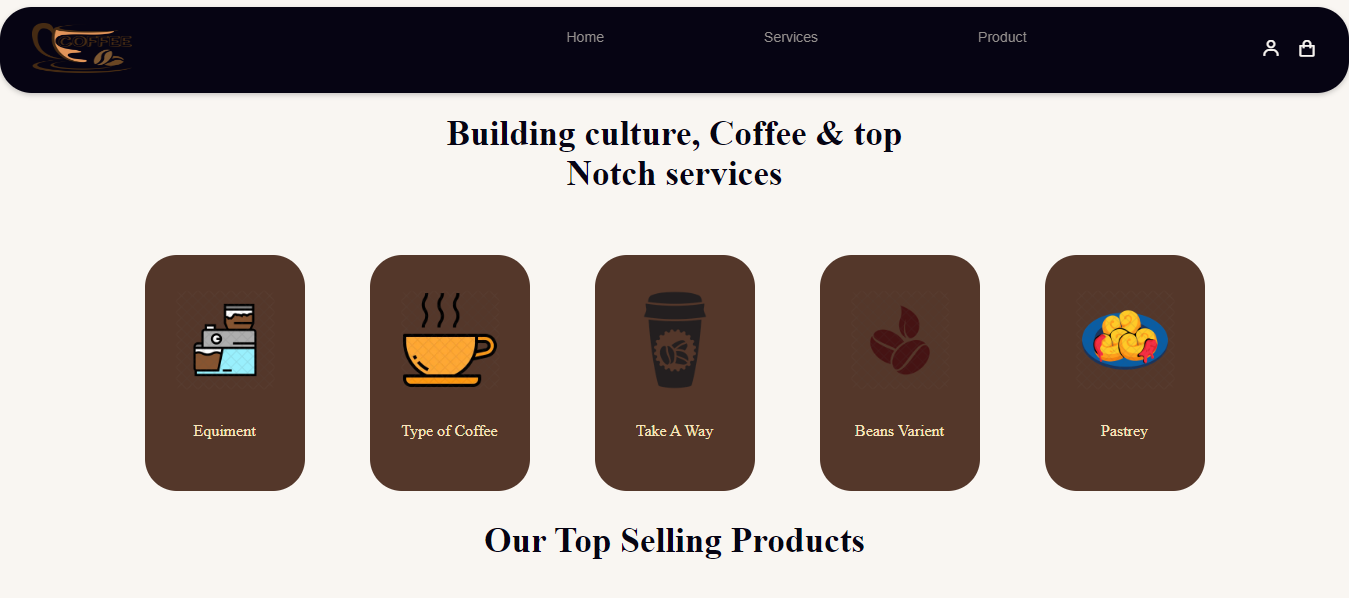 COFFEE
Home Services Product
Building culture, Coffee & top
Notch services
Equiment
Type of Coffee
Take A Way
Beans Varient
Pastrey
Our Top Selling Products